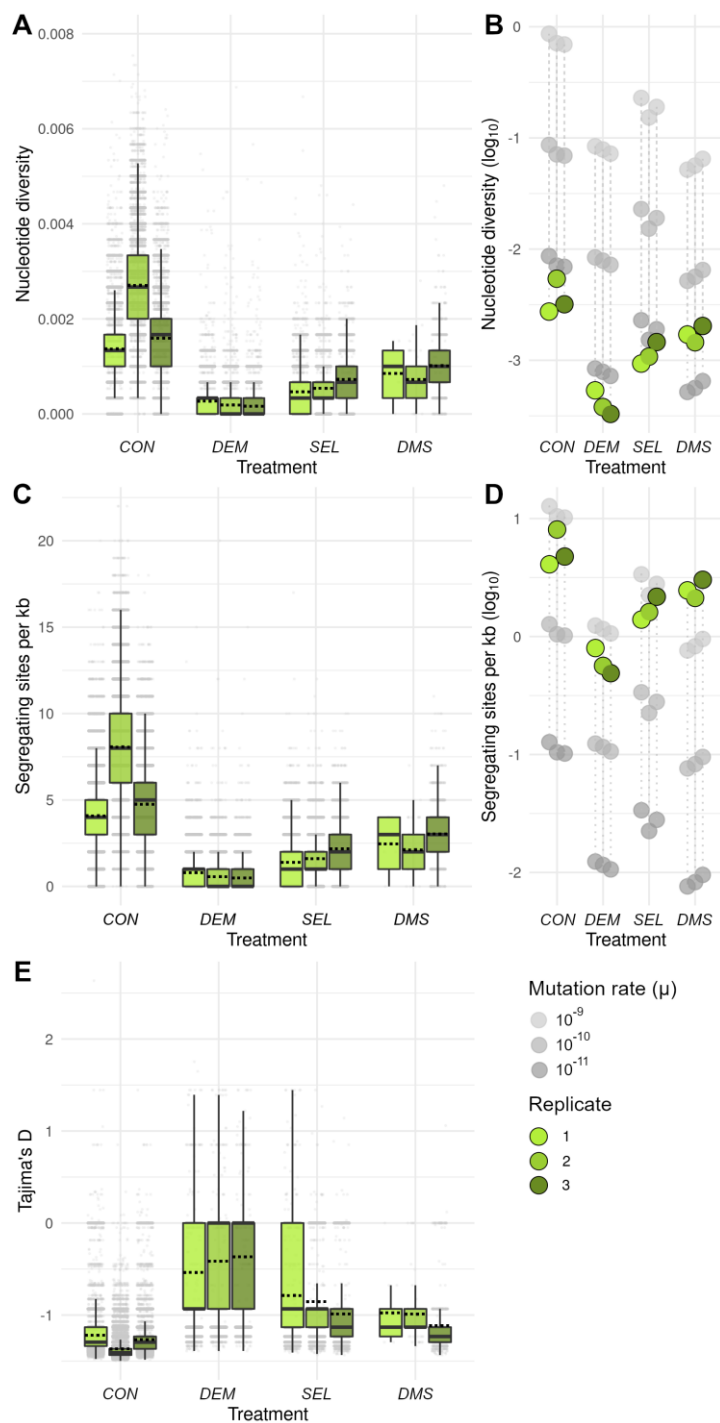 A
0.008
0.006
0.004
0.002
0.000
Nucleotide diversity
CON DEM SEL DMS
Treatment
B
0
-1
-2
-3
Nucleotide diversity (log₁₀)
CON DEM SEL DMS
Treatment
C
20
15
10
5
0
Segregating sites per kb
CON DEM SEL DMS
Treatment
D
1
0
-1
-2
Segregating sites per kb (log₁₀)
CON DEM SEL DMS
Treatment
E
2
1
0
-1
Tajima's D
CON DEM SEL DMS
Treatment
Mutation rate (μ)
10⁻⁹
10⁻¹⁰
10⁻¹¹
Replicate
1
2
3